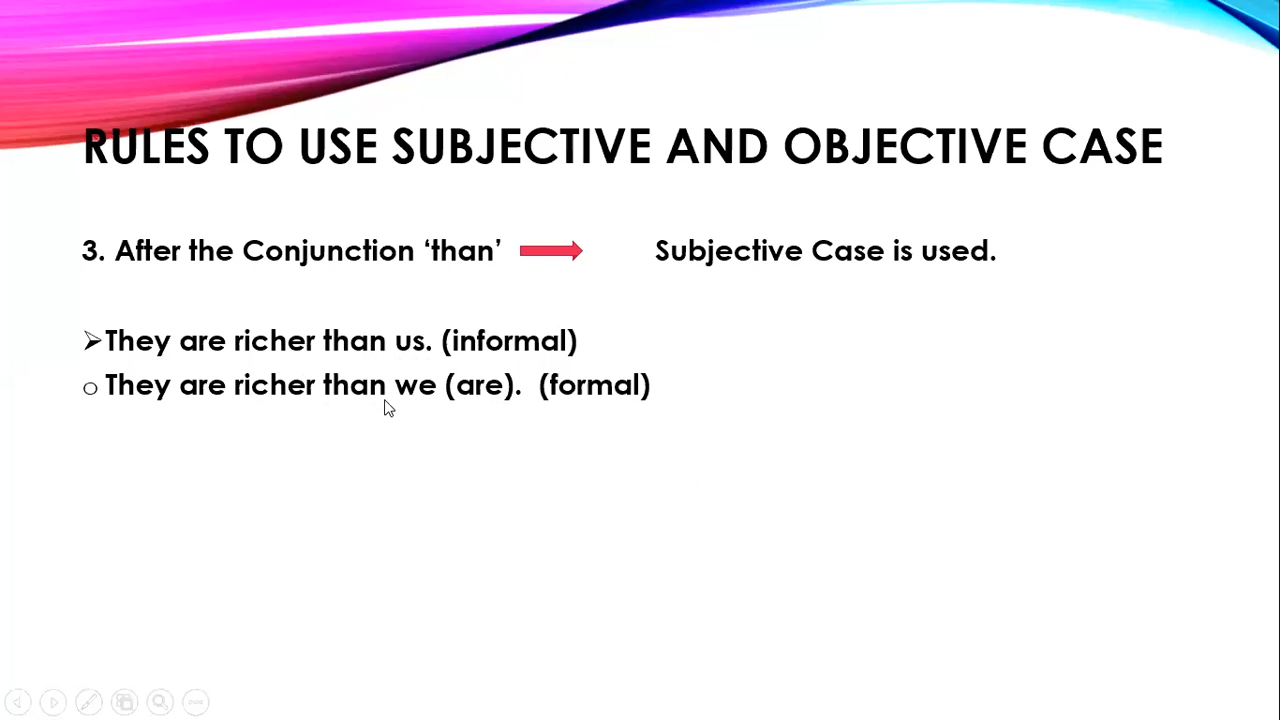 RULES TO USE SUBJECTIVE AND OBJECTIVE CASE
3. After the Conjunction ‘than’ Subjective Case is used.
They are richer than us. (informal)
They are richer than we (are). (formal)